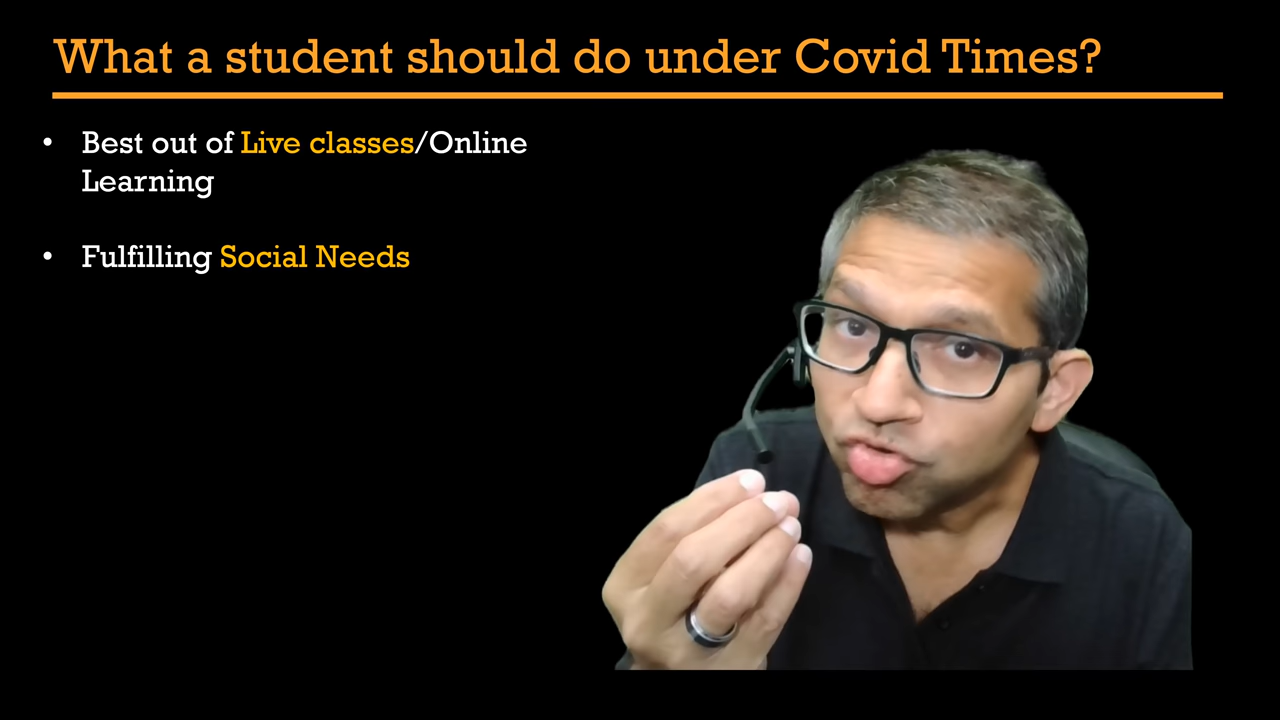 What a student should do under Covid Times?
• Best out of Live classes/Online
Learning
• Fulfilling Social Needs